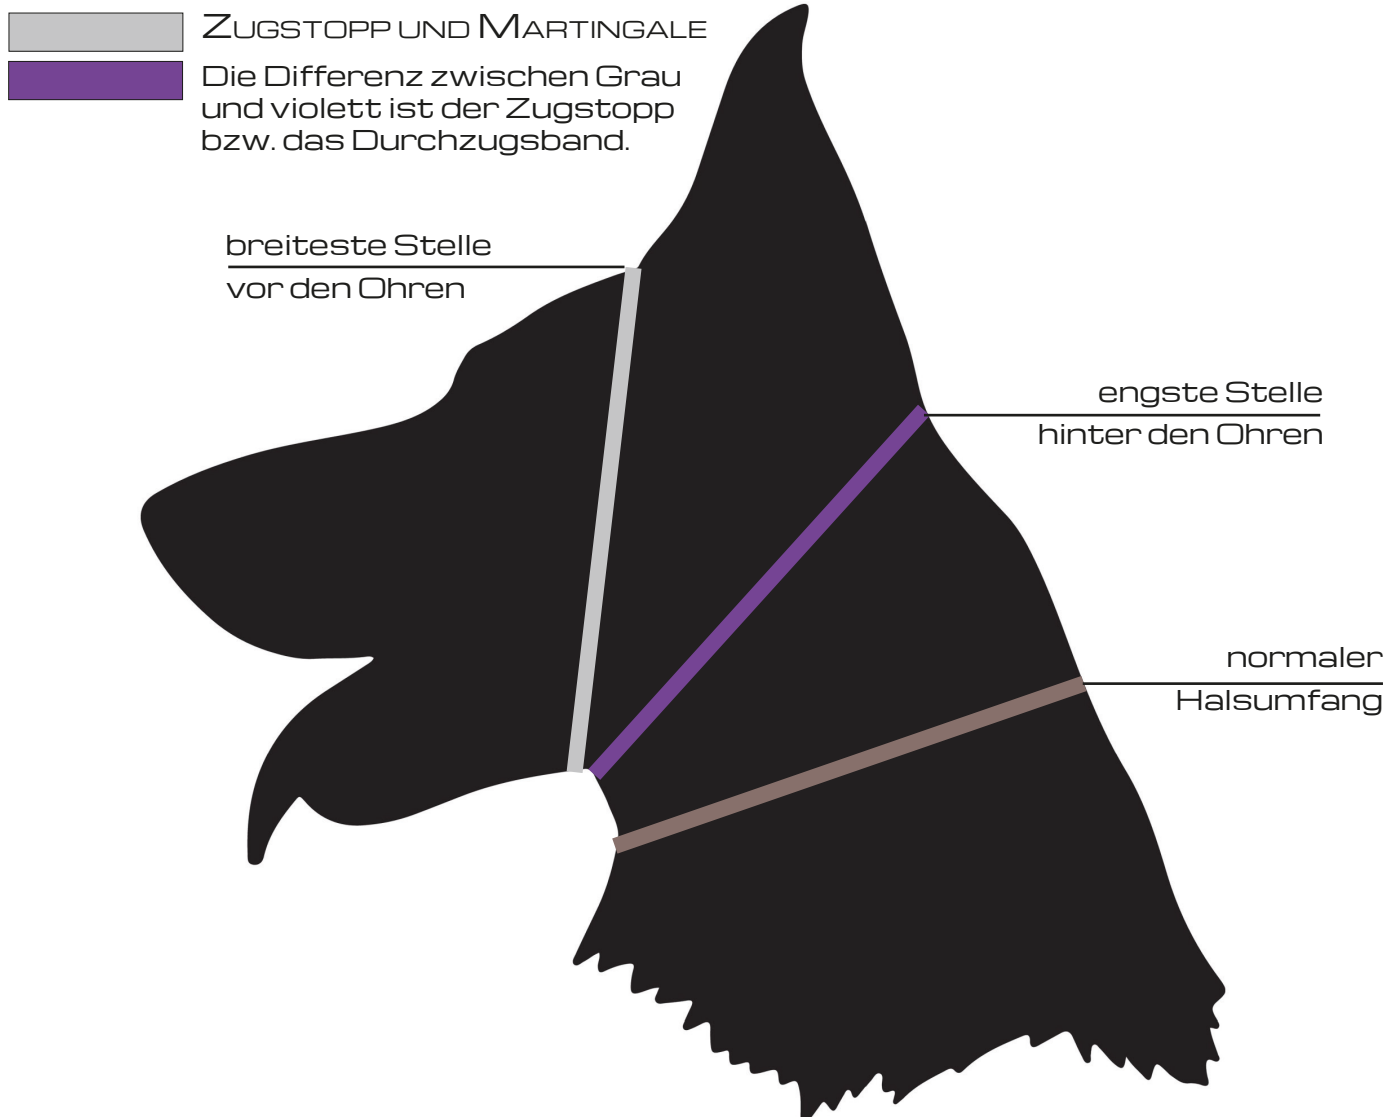 ZUGSTOPP UND MARTINGALE
Die Differenz zwischen Grau
und violett ist der Zugstopp
bzw. das Durchzugsband.
breiteste Stelle
vor den Ohren
engste Stelle
hinter den Ohren
normaler
Halsumfang